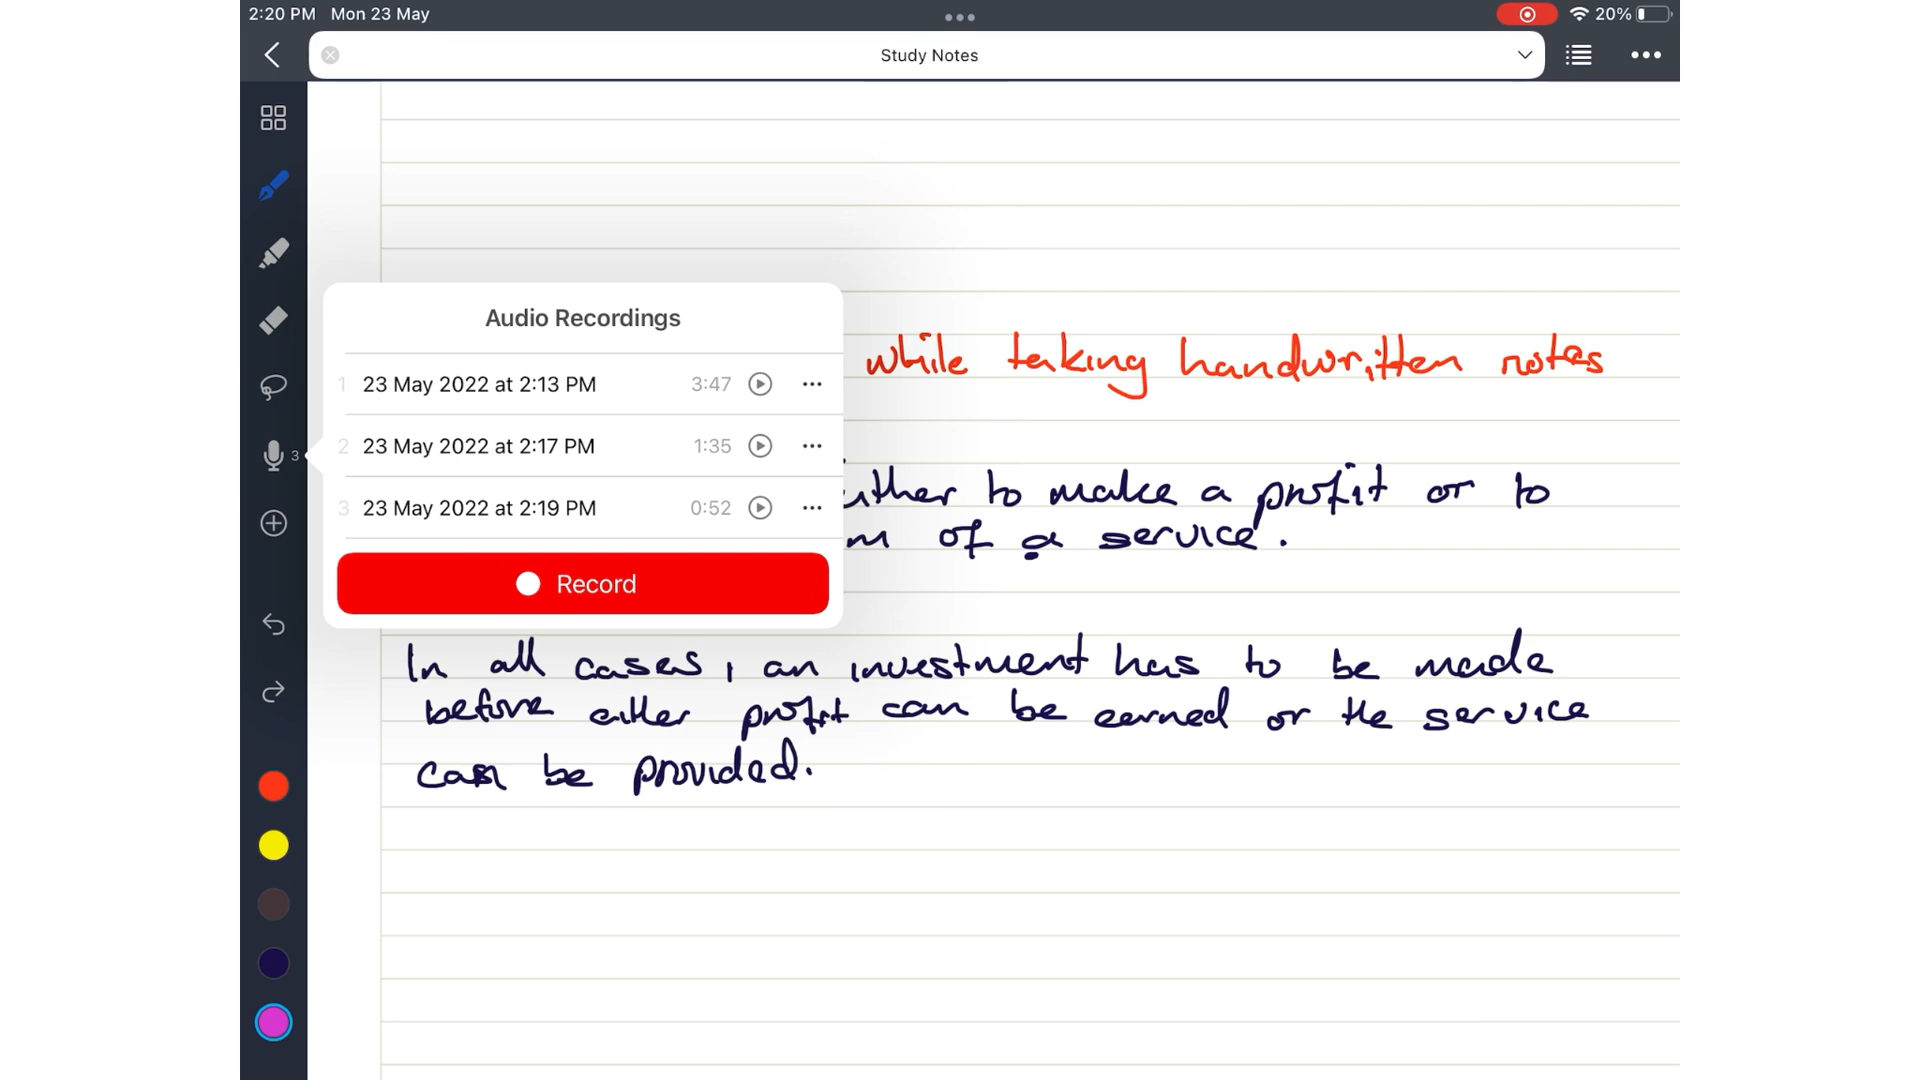 2:20 PM Mon 23 May
20%
Study Notes
Audio Recordings
1 23 May 2022 at 2:13 PM 3:47
2 23 May 2022 at 2:17 PM 1:35
3 23 May 2022 at 2:19 PM 0:52
Record
3
while taking handwritten notes
to make a profit or to
of a service.
In all cases, an investment has to be made
before either profit can be earned or the service
can be provided.